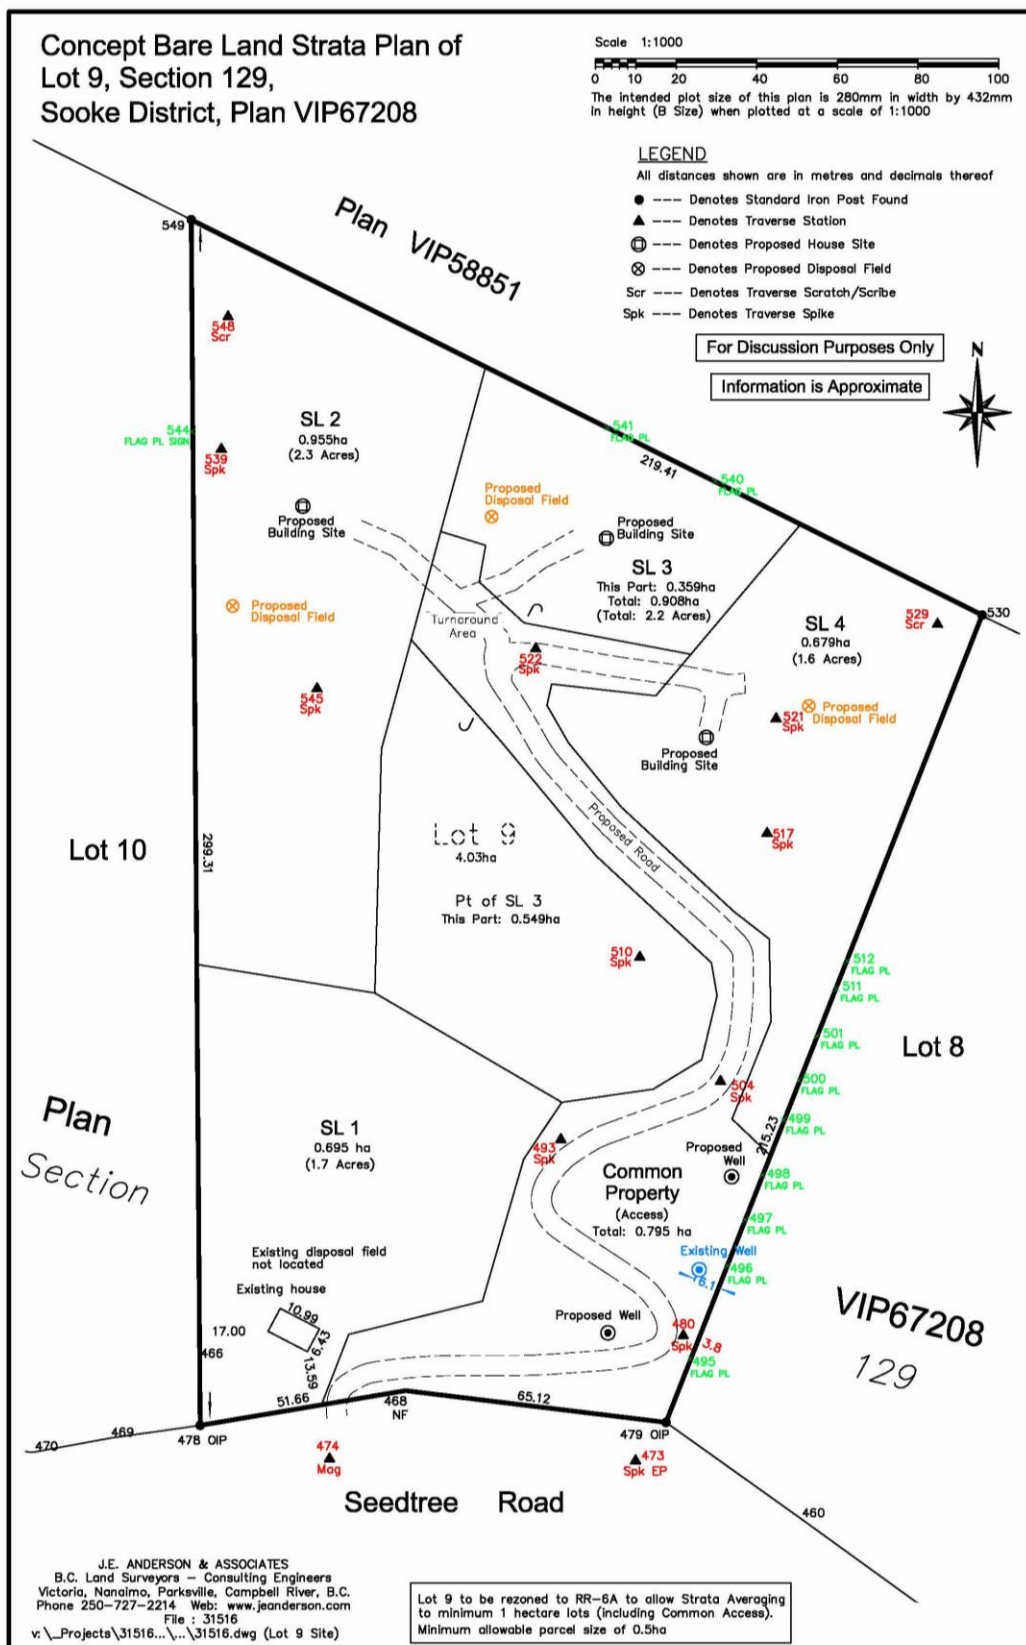 Concept Bare Land Strata Plan of
Lot 9, Section 129,
Sooke District, Plan VIP67208
Scale 1:1000
0 10 20 40 60 80 100
The intended plot size of this plan is 280mm in width by 432mm
in height (B Size) when plotted at a scale of 1:1000
LEGEND
All distances shown are in metres and decimals thereof
--- Denotes Standard Iron Post Found
--- Denotes Traverse Station
--- Denotes Proposed House Site
--- Denotes Proposed Disposal Field
Scr --- Denotes Traverse Scratch/Scribe
Spk --- Denotes Traverse Spike
For Discussion Purposes Only
Information is Approximate
N
549
Plan VIP58851
548
Scr
SL 2
0.955ha
(2.3 Acres)
544
FLAG PL SIGN
539
Spk
541
FLAG PL
219.41
540
FLAG PL
Proposed
Building Site
Proposed
Disposal Field
Proposed
Building Site
SL 3
This Part: 0.359ha
Total: 0.908ha
(Total: 2.2 Acres)
Proposed
Disposal Field
Turnaround
Area
SL 4
0.679ha
(1.6 Acres)
529
Scr
530
522
Spk
545
Spk
521
Spk
Proposed
Disposal Field
Proposed
Building Site
Proposed Road
517
Spk
Lot 10
299.31
Lot 9
4.03ha
Pt of SL 3
This Part: 0.549ha
510
Spk
512
FLAG PL
511
FLAG PL
501
FLAG PL
Lot 8
500
FLAG PL
504
Spk
499
FLAG PL
215.23
Plan
Section
SL 1
0.695 ha
(1.7 Acres)
493
Spk
Proposed
Well
498
FLAG PL
Common
Property
(Access)
Total: 0.795 ha
497
FLAG PL
Existing Well
496
FLAG PL
6.1
Existing disposal field
not located
Existing house
10.99
6.43
13.59
17.00
466
Proposed Well
480
Spk
3.8
495
FLAG PL
VIP67208
129
51.66
468
NF
65.12
470
469
478 OIP
479 OIP
474
Mag
473
Spk EP
Seedtree Road
460
J.E. ANDERSON & ASSOCIATES
B.C. Land Surveyors - Consulting Engineers
Victoria, Nanaimo, Parksville, Campbell River, B.C.
Phone 250-727-2214 Web: www.jeanderson.com
File : 31516
v:\_Projects\31516...\...\31516.dwg (Lot 9 Site)
Lot 9 to be rezoned to RR-6A to allow Strata Averaging
to minimum 1 hectare lots (including Common Access).
Minimum allowable parcel size of 0.5ha